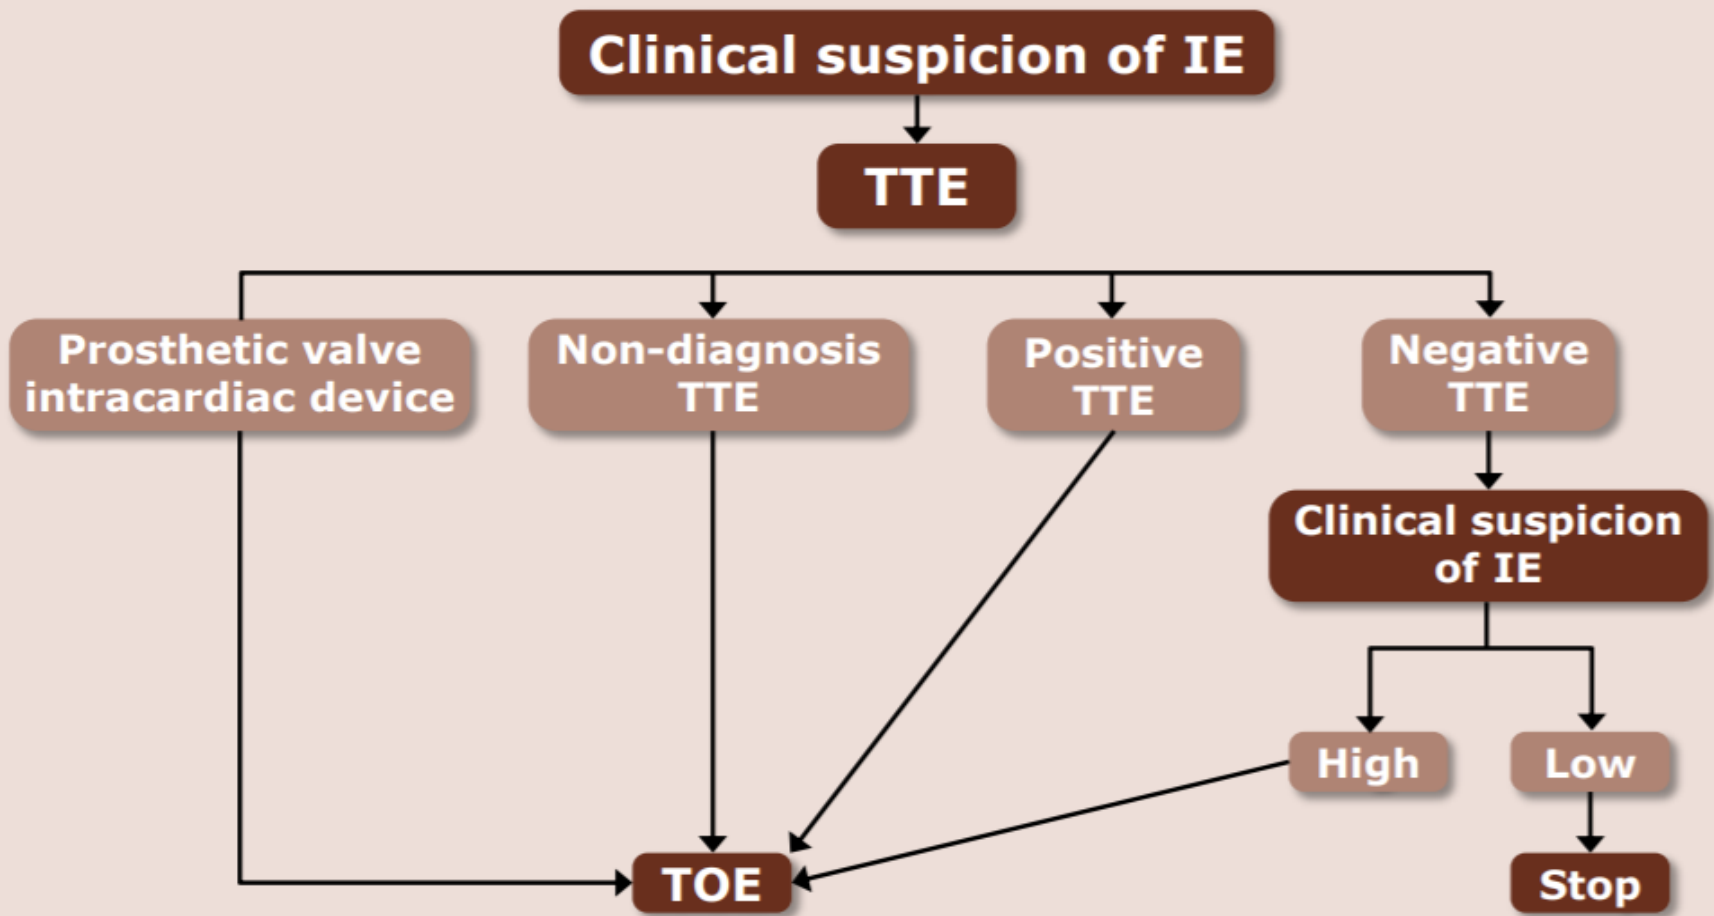 Clinical suspicion of IE
TTE
Prosthetic valve
intracardiac device
Non-diagnosis
TTE
Positive
TTE
Negative
TTE
Clinical suspicion
of IE
High
Low
TOE
Stop